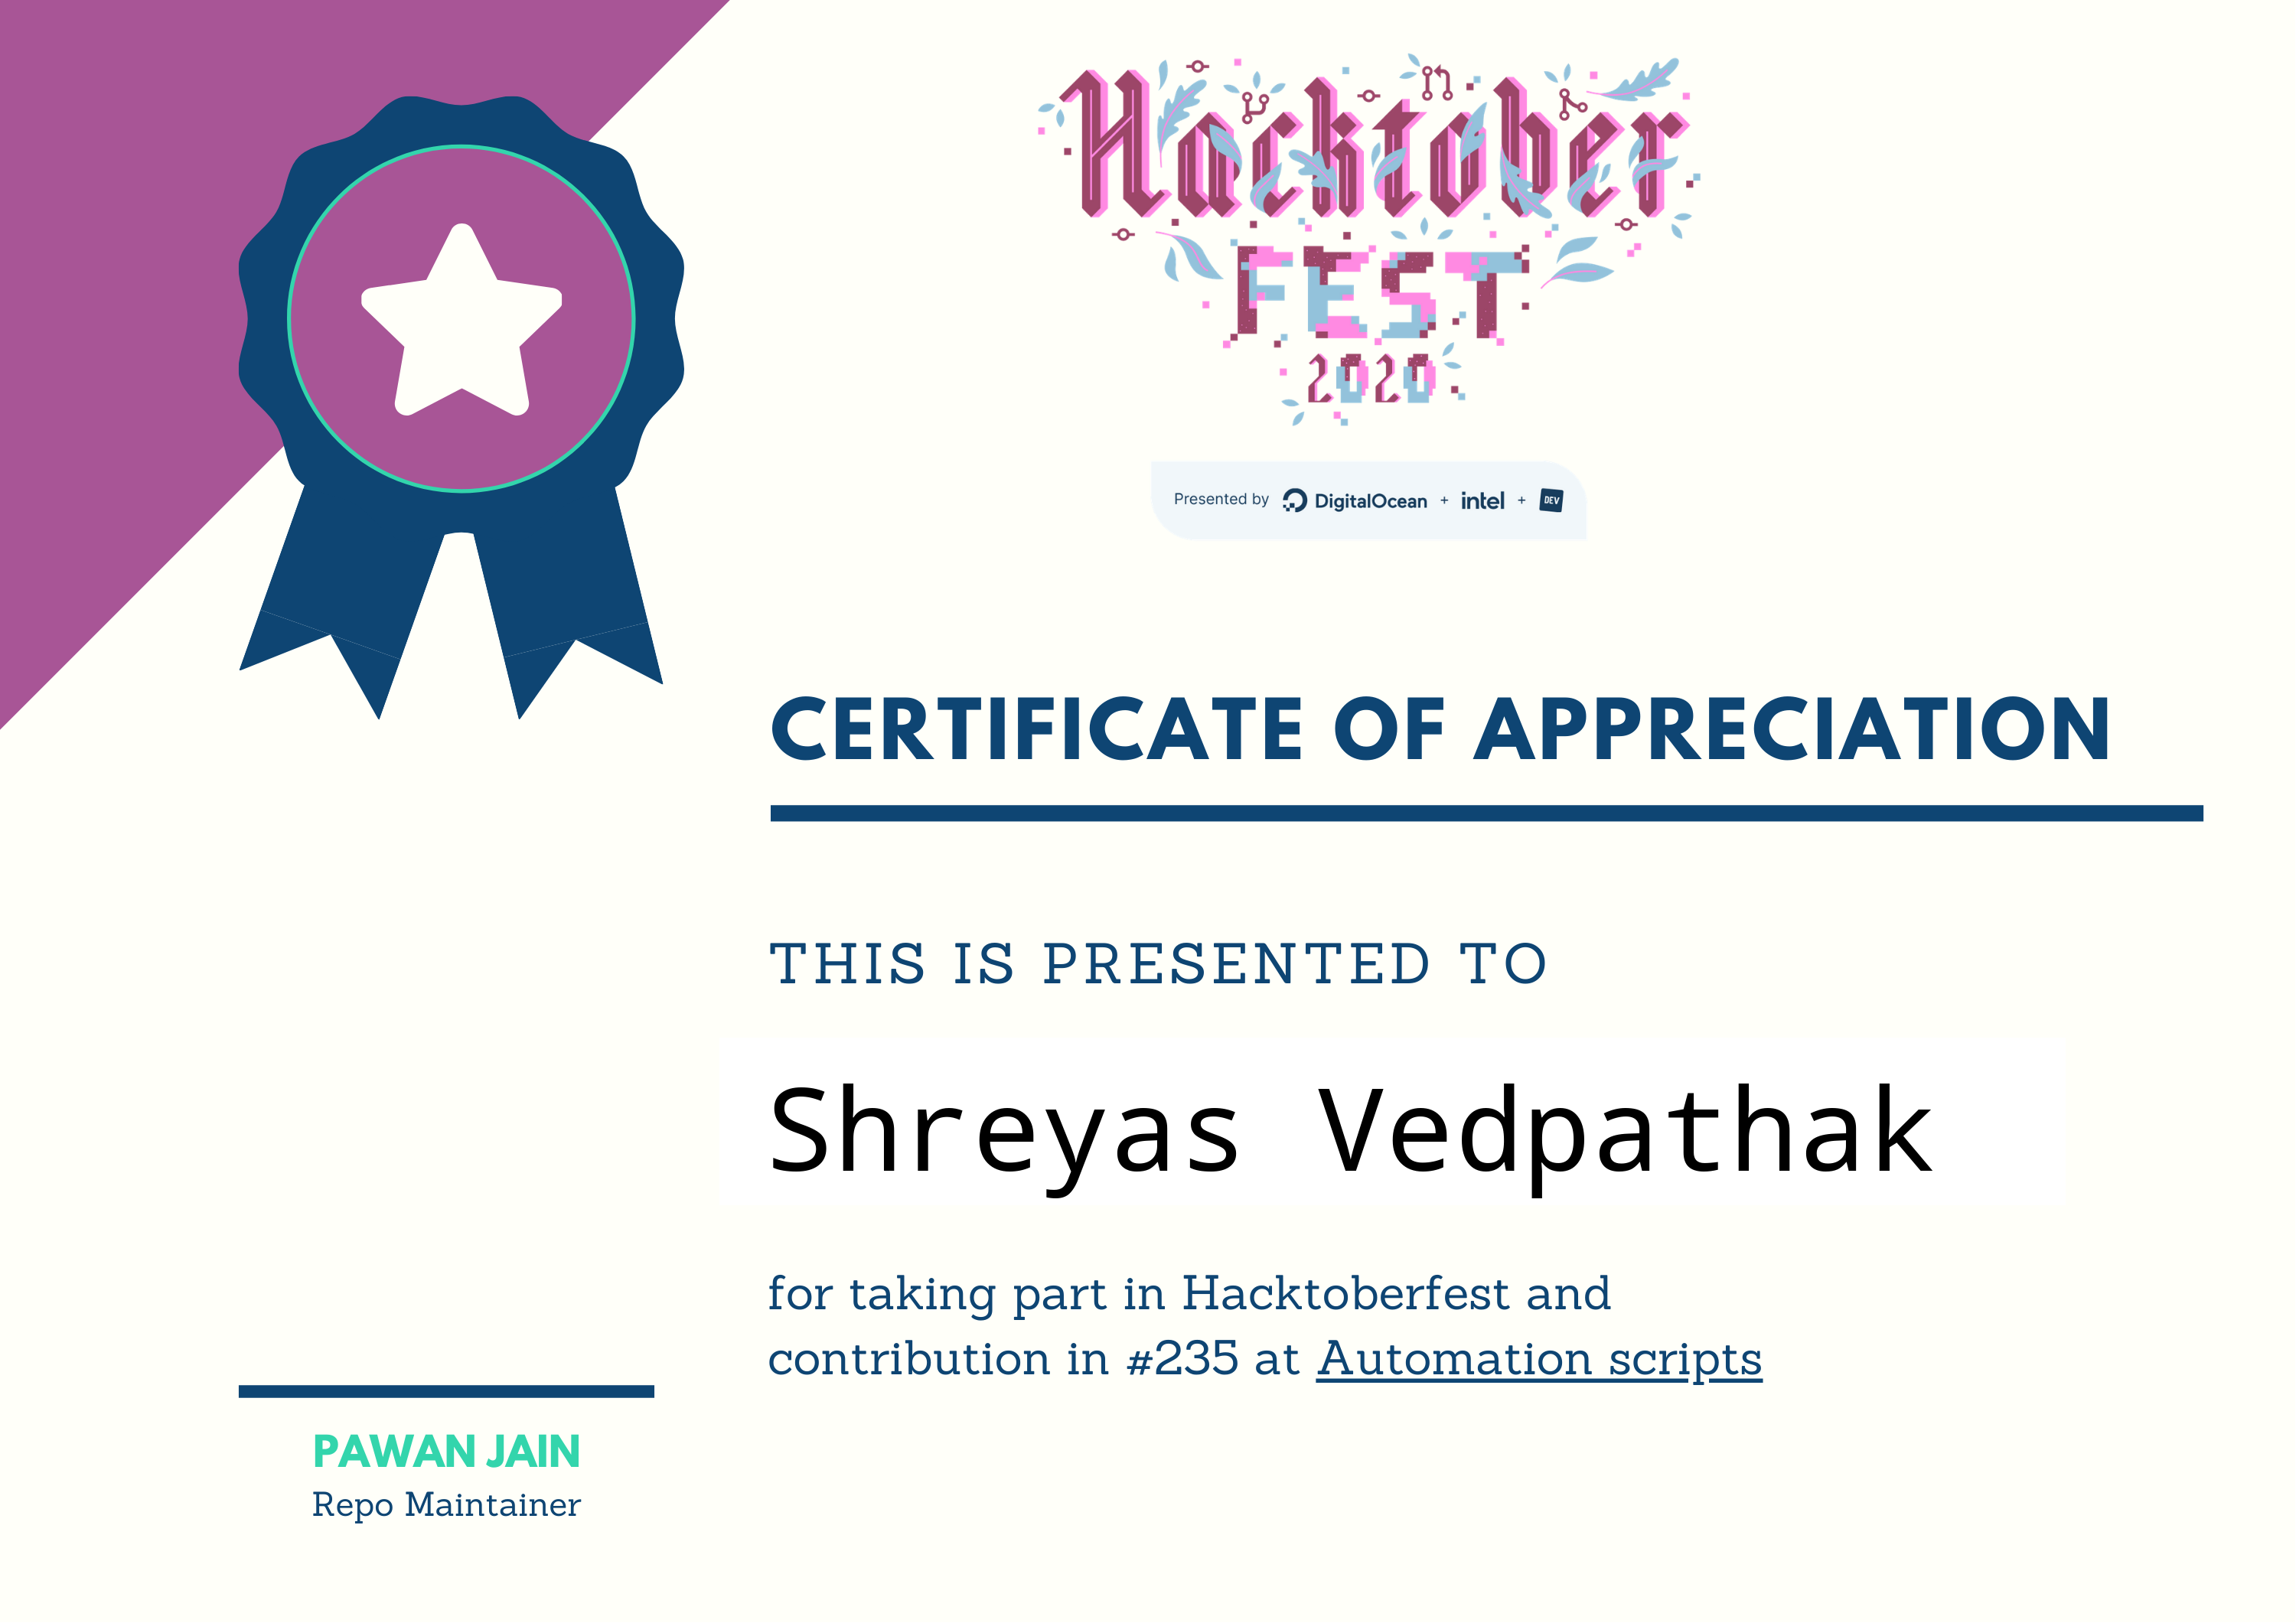 Hacktober
FEST
2020
Presented by DigitalOcean + intel + DEV
CERTIFICATE OF APPRECIATION
THIS IS PRESENTED TO
Shreyas Vedpathak
for taking part in Hacktoberfest and
contribution in #235 at Automation scripts
PAWAN JAIN
Repo Maintainer